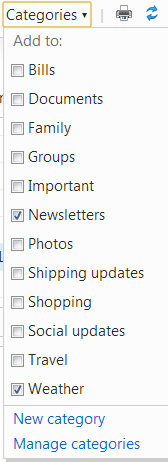 Categories
Add to:
Bills
Documents
Family
Groups
Important
Newsletters
Photos
Shipping updates
Shopping
Social updates
Travel
Weather
New category
Manage categories